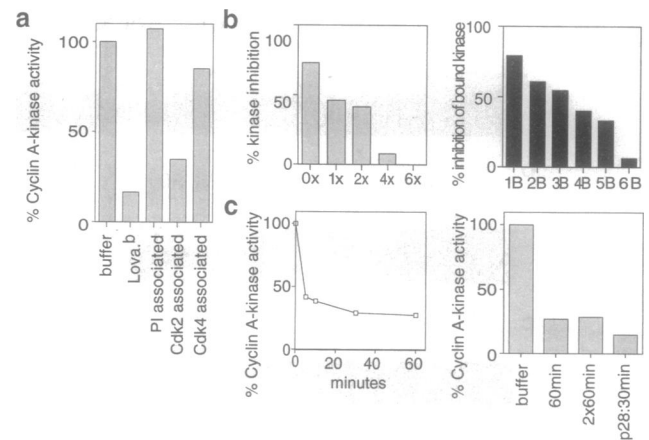 a
% Cyclin A-kinase activity
100
50
0
buffer
Lova. b
PI associated
Cdk2 associated
Cdk4 associated
b
% kinase inhibition
100
50
0
0x 1x 2x 4x 6x
% inhibition of bound kinase
100
50
0
1B 2B 3B 4B 5B 6B
c
% Cyclin A-kinase activity
100
50
0
0 20 40 60
minutes
% Cyclin A-kinase activity
100
50
0
buffer
60min
2x60min
p28:30min